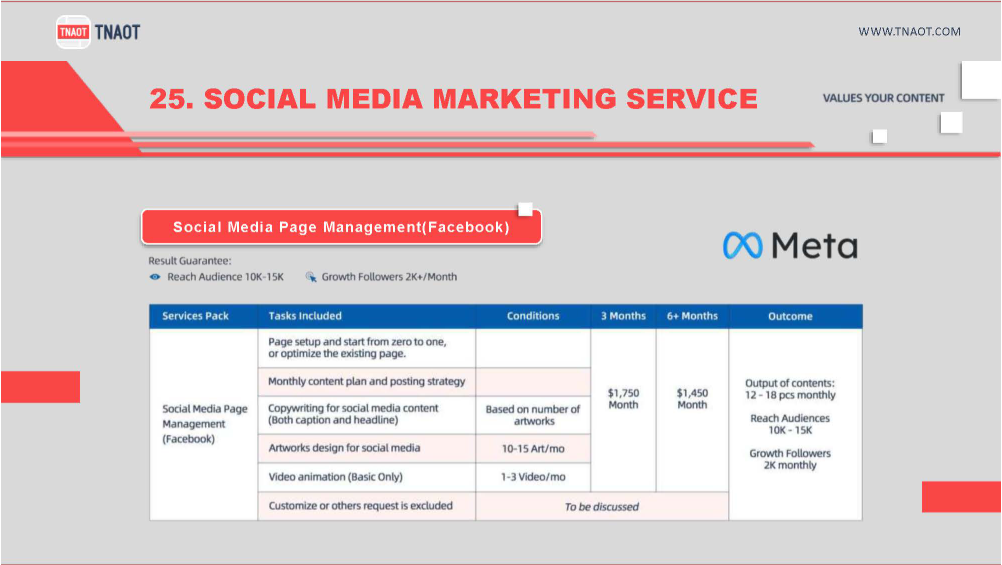 TNAOT TNAOT
WWW.TNAOT.COM
25. SOCIAL MEDIA MARKETING SERVICE
VALUES YOUR CONTENT
Social Media Page Management(Facebook)
Meta
Result Guarantee:
Reach Audience 10K-15K Growth Followers 2K+/Month
Services Pack Tasks Included Conditions 3 Months 6+ Months Outcome
Social Media Page
Management
(Facebook)
Page setup and start from zero to one,
or optimize the existing page.
Monthly content plan and posting strategy
Copywriting for social media content
(Both caption and headline)
Based on number of
artworks
Artworks design for social media
10-15 Art/mo
Video animation (Basic Only)
1-3 Video/mo
Customize or others request is excluded
To be discussed
$1,750
Month
$1,450
Month
Output of contents:
12 - 18 pcs monthly
Reach Audiences
10K - 15K
Growth Followers
2K monthly